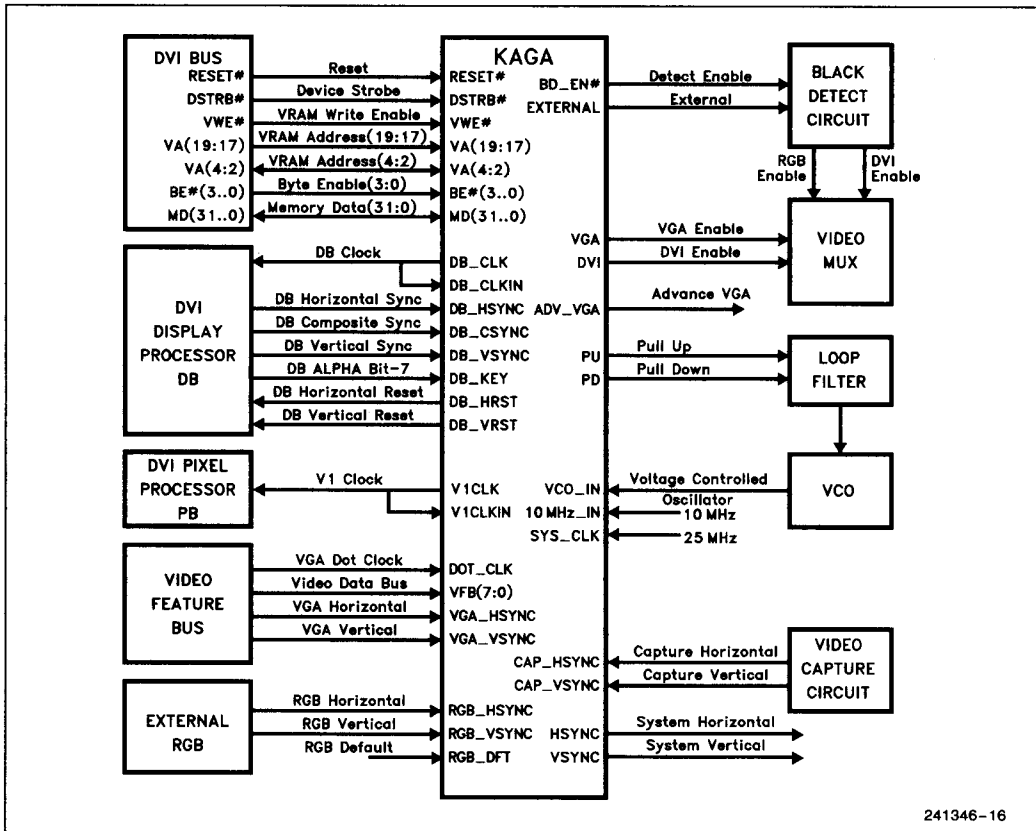 DVI BUS
RESET#
DSTRB#
VWE#
VA(19:17)
VA(4:2)
BE#(3..0)
MD(31..0)
Reset
Device Strobe
VRAM Write Enable
VRAM Address(19:17)
VRAM Address(4:2)
Byte Enable(3:0)
Memory Data(31:0)
DVI
DISPLAY
PROCESSOR
DB
DB Clock
DB Horizontal Sync
DB Composite Sync
DB Vertical Sync
DB ALPHA Bit-7
DB Horizontal Reset
DB Vertical Reset
DVI PIXEL
PROCESSOR
PB
V1 Clock
VIDEO
FEATURE
BUS
VGA Dot Clock
Video Data Bus
VGA Horizontal
VGA Vertical
EXTERNAL
RGB
RGB Horizontal
RGB Vertical
RGB Default
KAGA
RESET#
DSTRB#
VWE#
VA(19:17)
VA(4:2)
BE#(3..0)
MD(31..0)
DB_CLK
DB_CLKIN
DB_HSYNC
DB_CSYNC
DB_VSYNC
DB_KEY
DB_HRST
DB_VRST
V1CLK
V1CLKIN
DOT_CLK
VFB(7:0)
VGA_HSYNC
VGA_VSYNC
RGB_HSYNC
RGB_VSYNC
RGB_DFT
BD_EN#
EXTERNAL
VGA
DVI
ADV_VGA
PU
PD
VCO_IN
10MHz_IN
SYS_CLK
CAP_HSYNC
CAP_VSYNC
HSYNC
VSYNC
Detect Enable
External
BLACK
DETECT
CIRCUIT
RGB
Enable
DVI
Enable
VGA Enable
DVI Enable
VIDEO
MUX
Advance VGA
Pull Up
Pull Down
LOOP
FILTER
VCO
Voltage Controlled
Oscillator
10 MHz
25 MHz
Capture Horizontal
Capture Vertical
VIDEO
CAPTURE
CIRCUIT
System Horizontal
System Vertical
241346-16